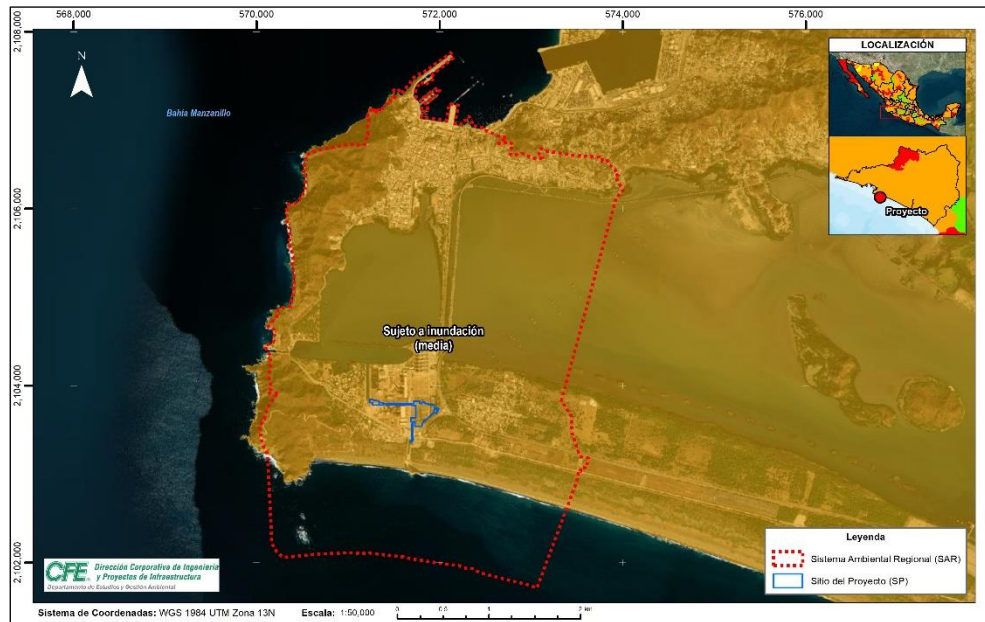 568,000 570,000 572,000 574,000 576,000
2,108,000
2,106,000
2,104,000
2,102,000
N
Bahía Manzanillo
LOCALIZACIÓN
Proyecto
Sujeto a inundación
(media)
Leyenda
Sistema Ambiental Regional (SAR)
Sitio del Proyecto (SP)
CFE
Dirección Corporativa de Ingeniería
y Proyectos de Infraestructura
Departamento de Estudios y Gestión Ambiental
Sistema de Coordenadas: WGS 1984 UTM Zona 13N Escala: 1:50,000
0 0.5 1 2 km